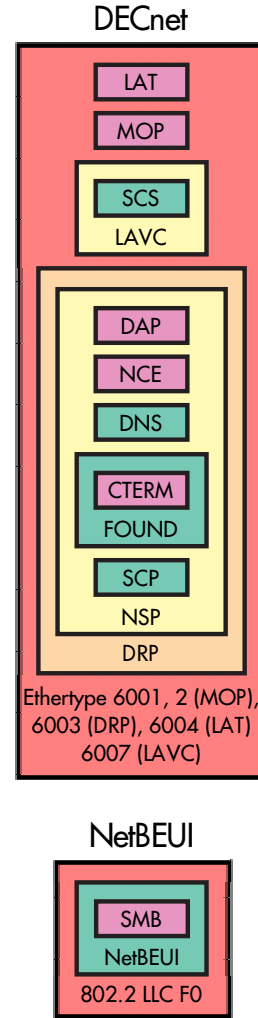 DECnet
LAT
MOP
SCS
LAVC
DAP
NCE
DNS
CTERM
FOUND
SCP
NSP
DRP
Ethertype 6001, 2 (MOP),
6003 (DRP), 6004 (LAT)
6007 (LAVC)
NetBEUI
SMB
NetBEUI
802.2 LLC F0